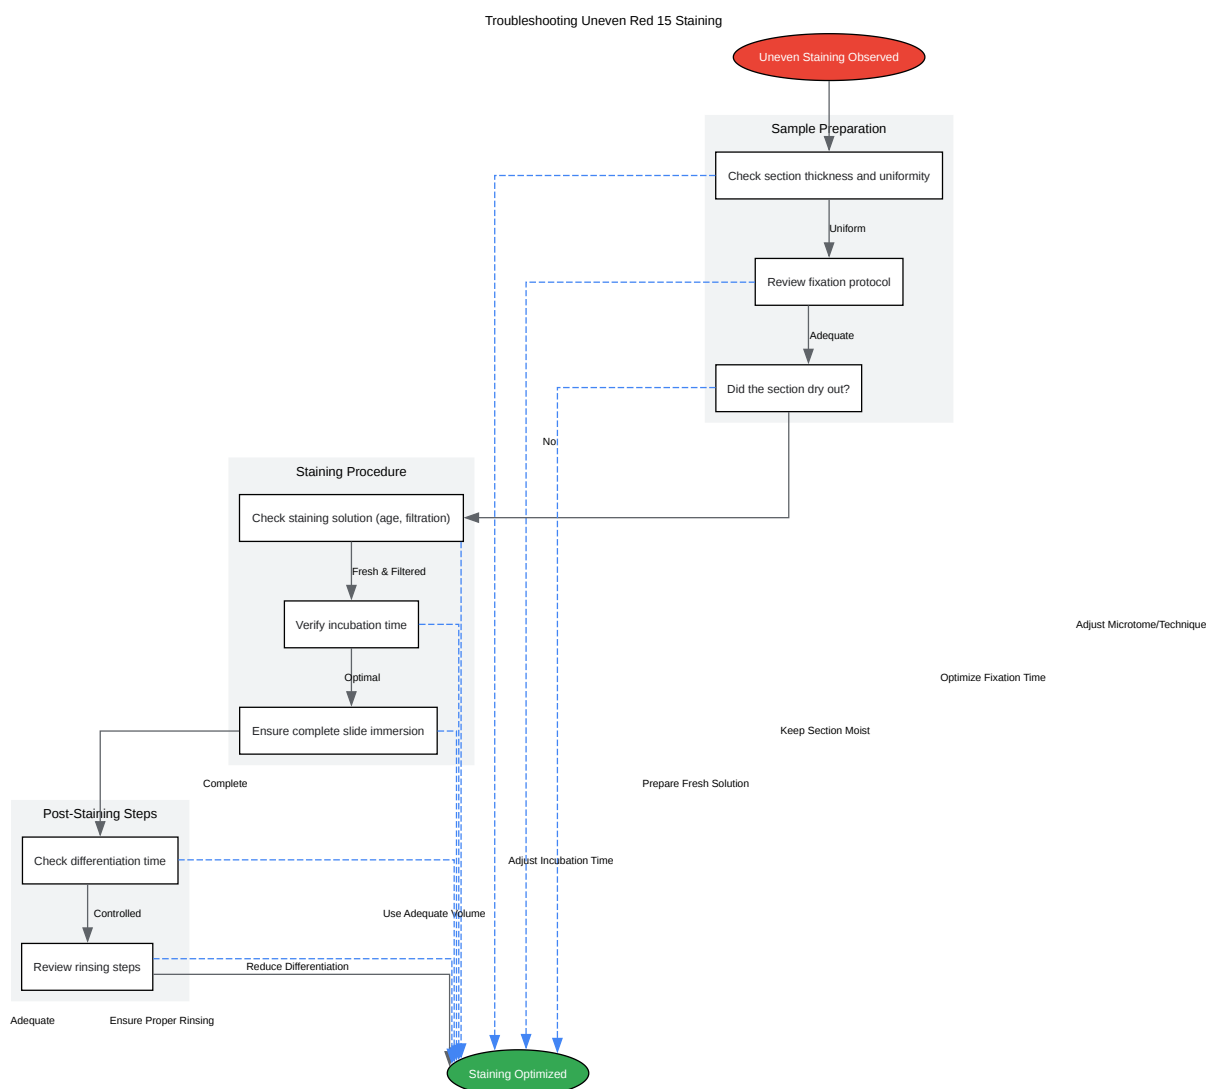 Troubleshooting Uneven Red 15 Staining
Uneven Staining Observed
Sample Preparation
Check section thickness and uniformity
Uniform
Review fixation protocol
Adequate
Did the section dry out?
No
Staining Procedure
Check staining solution (age, filtration)
Fresh & Filtered
Verify incubation time
Adjust Microtome/Technique
Optimal
Optimize Fixation Time
Ensure complete slide immersion
Keep Section Moist
Complete
Prepare Fresh Solution
Post-Staining Steps
Check differentiation time
Adjust Incubation Time
Controlled
Use Adequate Volume
Review rinsing steps
Reduce Differentiation
Adequate
Ensure Proper Rinsing
Staining Optimized